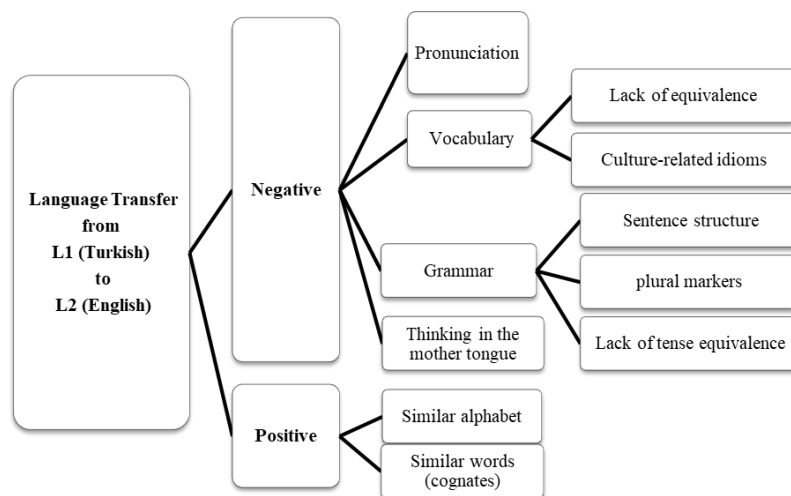 Language Transfer
from
L1 (Turkish)
to
L2 (English)
Negative
Pronunciation
Vocabulary
Lack of equivalence
Culture-related idioms
Grammar
Sentence structure
plural markers
Lack of tense equivalence
Thinking in the
mother tongue
Positive
Similar alphabet
Similar words
(cognates)